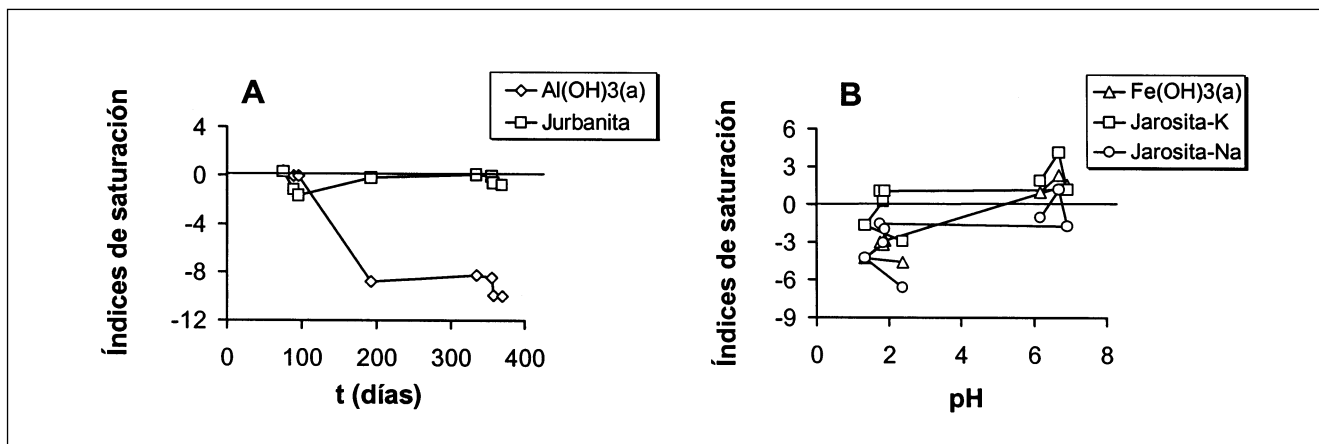 A
Al(OH)3(a)
Jurbanita
Índices de saturación
4
0
-4
-8
-12
0 100 200 300 400
t (días)
B
Fe(OH)3(a)
Jarosita-K
Jarosita-Na
Índices de saturación
6
3
0
-3
-6
-9
0 2 4 6 8
pH